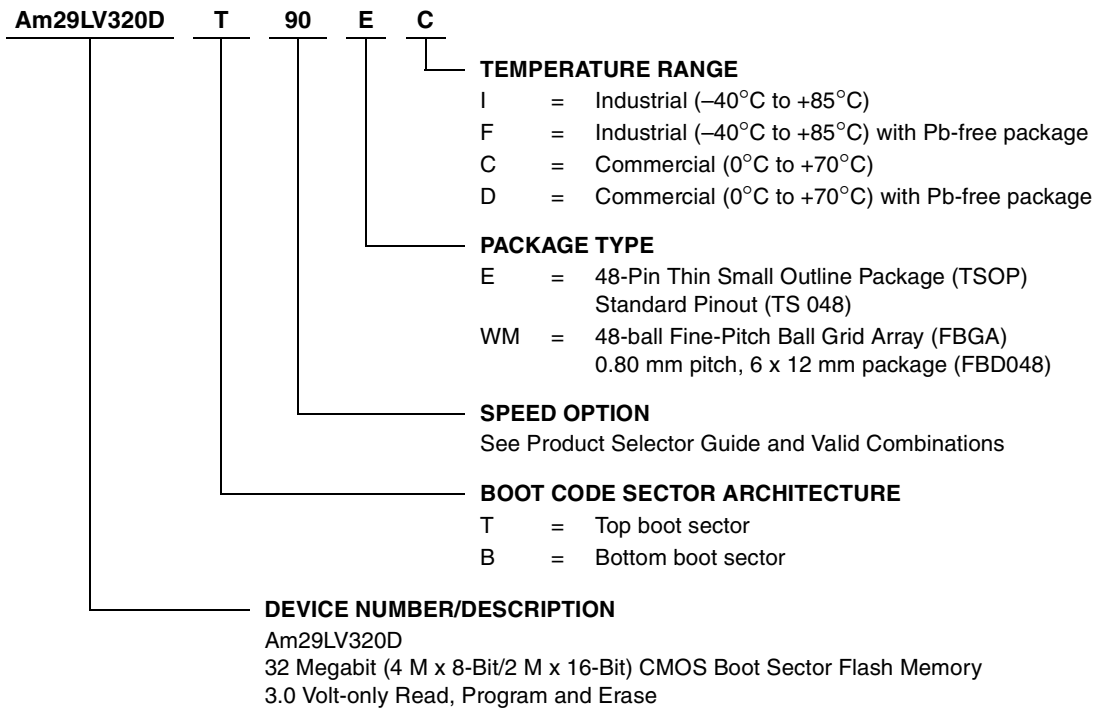 Am29LV320D T 90 E C
TEMPERATURE RANGE
I = Industrial (–40°C to +85°C)
F = Industrial (–40°C to +85°C) with Pb-free package
C = Commercial (0°C to +70°C)
D = Commercial (0°C to +70°C) with Pb-free package
PACKAGE TYPE
E = 48-Pin Thin Small Outline Package (TSOP)
Standard Pinout (TS 048)
WM = 48-ball Fine-Pitch Ball Grid Array (FBGA)
0.80 mm pitch, 6 x 12 mm package (FBD048)
SPEED OPTION
See Product Selector Guide and Valid Combinations
BOOT CODE SECTOR ARCHITECTURE
T = Top boot sector
B = Bottom boot sector
DEVICE NUMBER/DESCRIPTION
Am29LV320D
32 Megabit (4 M x 8-Bit/2 M x 16-Bit) CMOS Boot Sector Flash Memory
3.0 Volt-only Read, Program and Erase